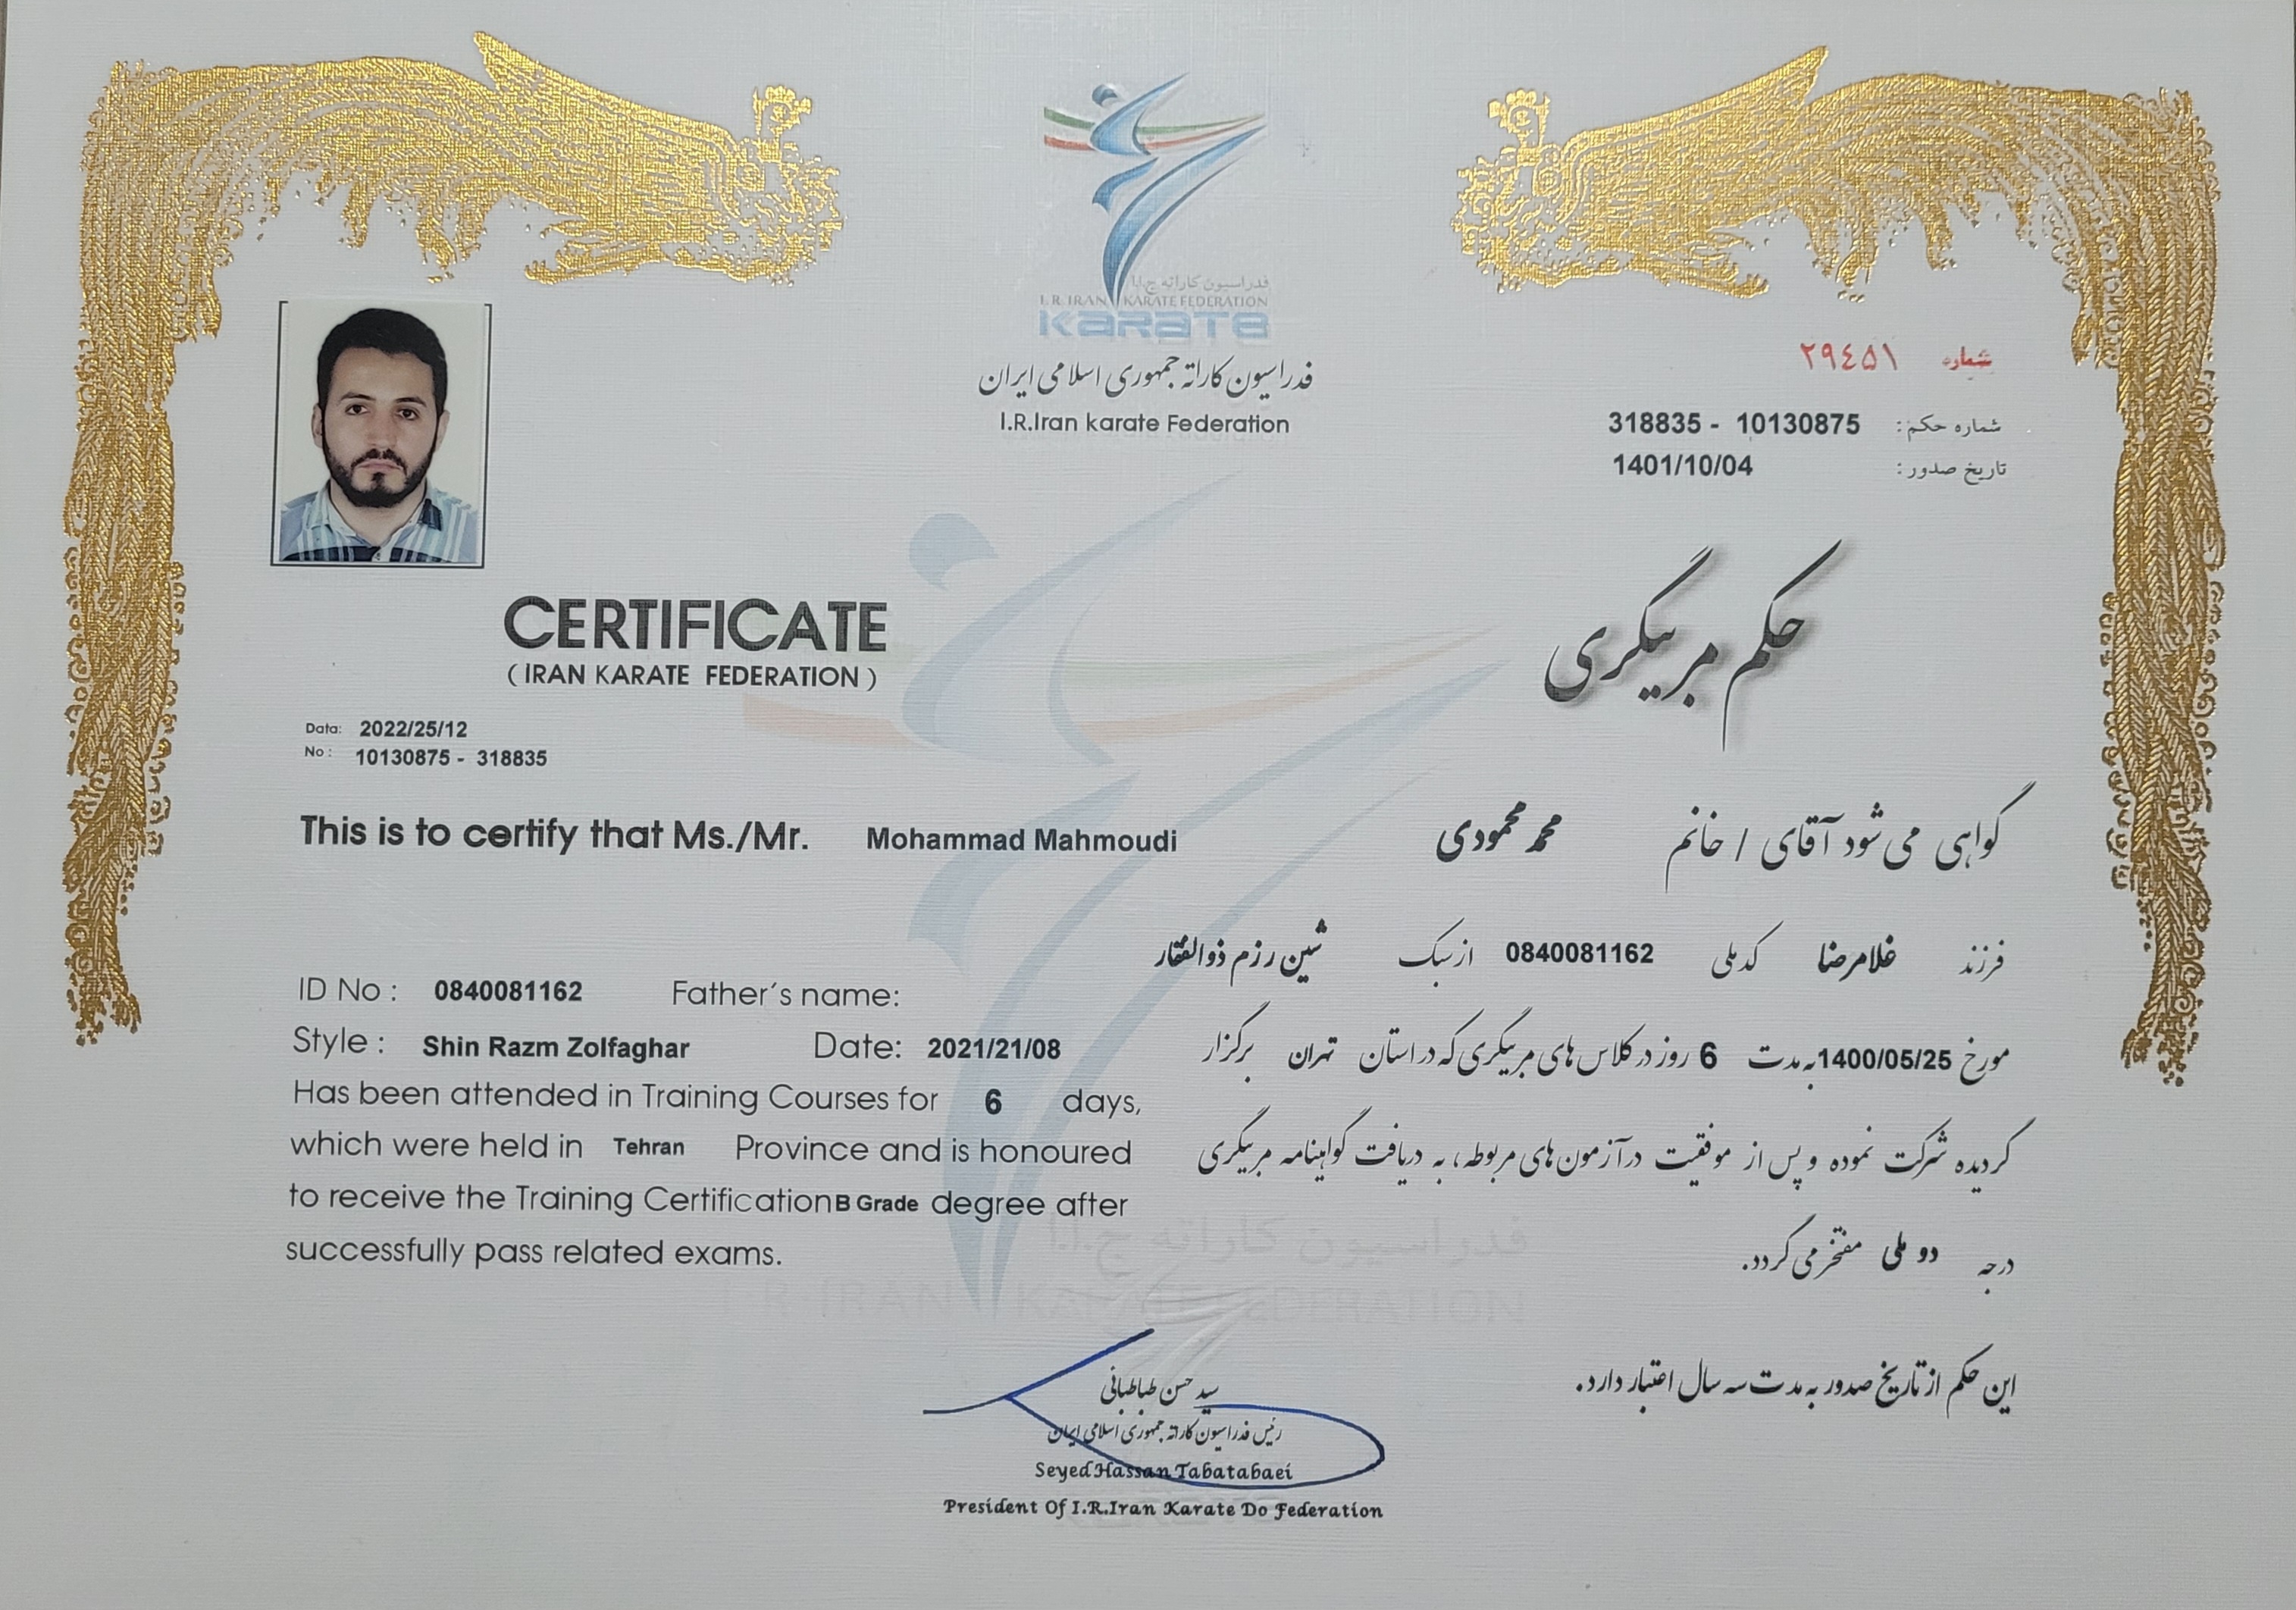 فدراسیون کاراته ج.ا.ا
I.R.IRAN KARATE FEDERATION
KARATE
فدراسیون کاراته جمهوری اسلامی ایران
I.R.Iran karate Federation
شماره ۲۹٤۵۱
شماره حکم: 318835 - 10130875
تاریخ صدور: 1401/10/04
CERTIFICATE
( IRAN KARATE FEDERATION )
Data: 2022/25/12
No : 10130875 - 318835
This is to certify that Ms./Mr. Mohammad Mahmoudi
ID No : 0840081162 Father's name:
Style : Shin Razm Zolfaghar Date: 2021/21/08
Has been attended in Training Courses for 6 days,
which were held in Tehran Province and is honoured
to receive the Training Certification B Grade degree after
successfully pass related exams.
حکم مربیگری
گواهی می شود آقای / خانم محمد محمودی
فرزند غلامرضا کد ملی 0840081162 از سبک شین رزم ذوالفقار
مورخ 1400/05/25 به مدت 6 روز در کلاس های مربیگری که در استان تهران برگزار
گردیده شرکت نموده و پس از موفقیت در آزمون های مربوطه، به دریافت گواهینامه مربیگری
درجه دو ملی مفتخر می گردد.
این حکم از تاریخ صدور به مدت سه سال اعتبار دارد.
فدراسیون کاراته ج.ا.ا
I.R.IRAN KARATE FEDERATION
سید حسن طباطبائی
رئیس فدراسیون کاراته جمهوری اسلامی ایران
Seyed Hassan Tabatabaei
President Of I.R.Iran Karate Do Federation